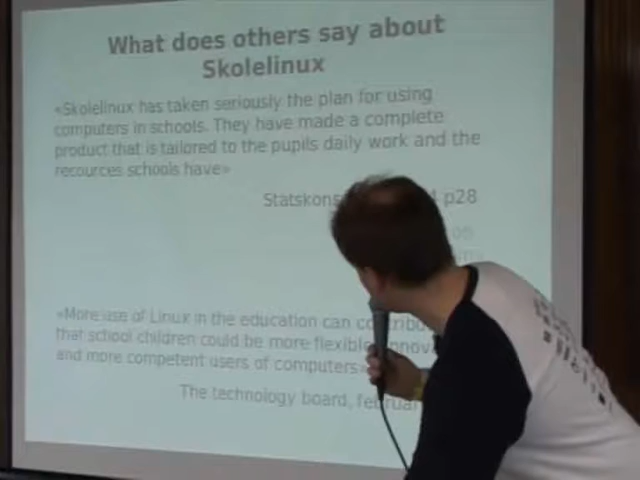 What does others say about
Skolelinux
«Skolelinux has taken seriously the plan for using
computers in schools. They have made a complete
product that is tailored to the pupils daily work and the
recources schools have»
p28
«More use of Linux in the education can
that school children could be more flexible
and more competent users of computers»
The technology board,